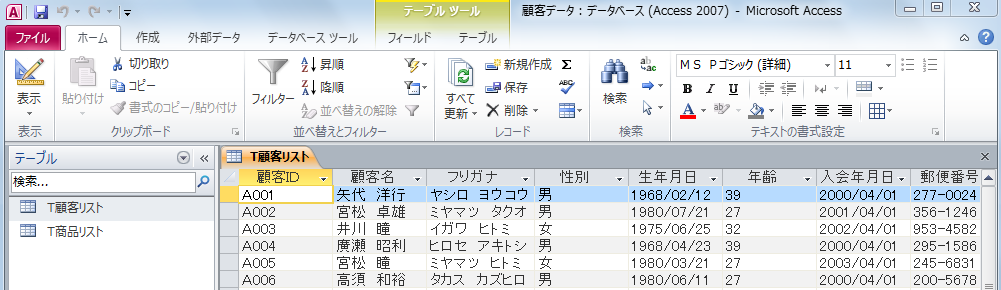 テーブル ツール
顧客データ : データベース (Access 2007) - Microsoft Access
ファイル ホーム 作成 外部データ データベース ツール フィールド テーブル
表示
表示
貼り付け
切り取り
コピー
書式のコピー/貼り付け
クリップボード
フィルター
昇順
降順
並べ替えの解除
並べ替えとフィルター
すべて
更新
新規作成
保存
削除
レコード
検索
検索
MS Pゴシック (詳細) 11
B I U
A ab
テキストの書式設定
テーブル
検索...
T顧客リスト
T商品リスト
T顧客リスト
顧客ID 顧客名 フリガナ 性別 生年月日 年齢 入会年月日 郵便番号
A001 矢代 洋行 ヤシロ ヨウコウ 男 1968/02/12 39 2000/04/01 277-0024
A002 宮松 卓雄 ミヤマツ タクオ 男 1980/07/21 27 2001/04/01 356-1246
A003 井川 瞳 イガワ ヒトミ 女 1975/06/25 32 2002/04/01 953-4582
A004 廣瀬 昭利 ヒロセ アキトシ 男 1968/04/23 39 2000/04/01 295-1586
A005 宮松 瞳 ミヤマツ ヒトミ 女 1980/03/21 27 2003/04/01 245-6831
A006 高須 和裕 タカス カズヒロ 男 1980/06/11 27 2002/04/01 200-5678